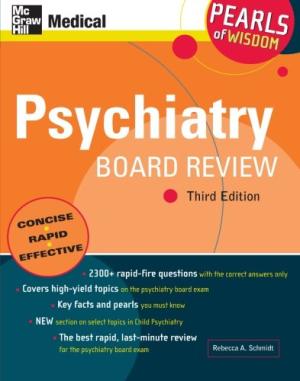 Mc
Graw
Hill
Medical
PEARLS
of WISDOM
Psychiatry
BOARD REVIEW
Third Edition
CONCISE
• RAPID •
EFFECTIVE
• 2300+ rapid-fire questions with the correct answers only
• Covers high-yield topics on the psychiatry board exam
• Key facts and pearls you must know
• NEW section on select topics in Child Psychiatry
• The best rapid, last-minute review
for the psychiatry board exam
Rebecca A. Schmidt